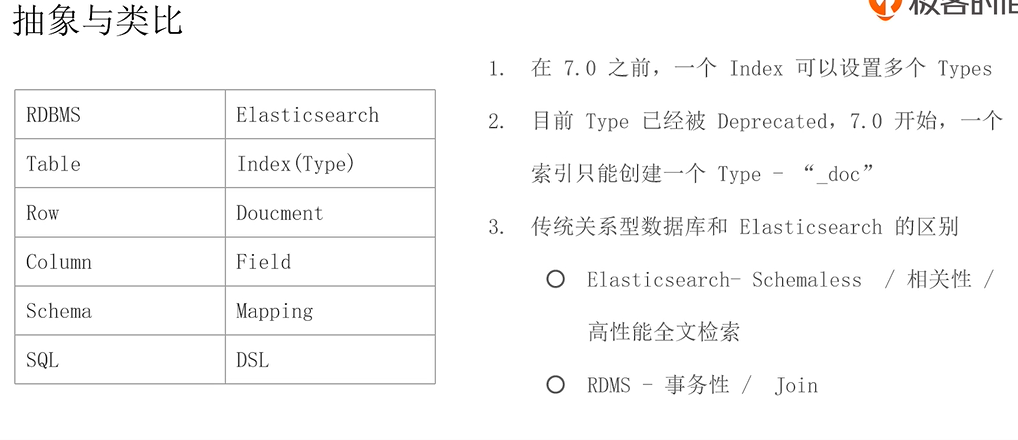 抽象与类比
极客时间
RDBMS Elasticsearch
Table Index(Type)
Row Doucment
Column Field
Schema Mapping
SQL DSL
1. 在 7.0 之前，一个 Index 可以设置多个 Types
2. 目前 Type 已经被 Deprecated，7.0 开始，一个
索引只能创建一个 Type - “_doc”
3. 传统关系型数据库和 Elasticsearch 的区别
Elasticsearch- Schemaless / 相关性 /
高性能全文检索
RDMS - 事务性 / Join